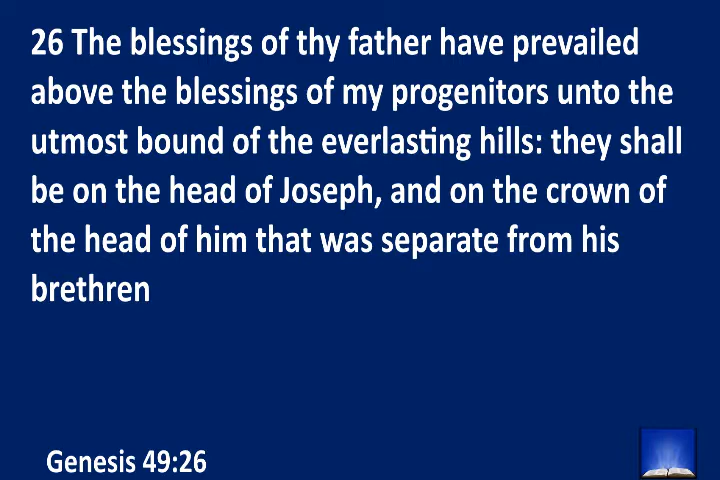 26 The blessings of thy father have prevailed
above the blessings of my progenitors unto the
utmost bound of the everlasting hills: they shall
be on the head of Joseph, and on the crown of
the head of him that was separate from his
brethren
Genesis 49:26